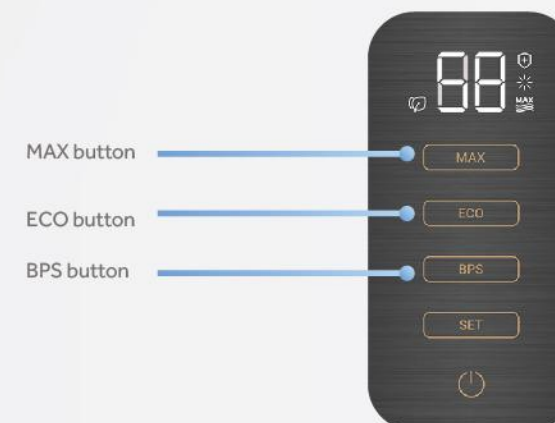 88
MAX
MAX button
MAX
ECO button
ECO
BPS button
BPS
SET